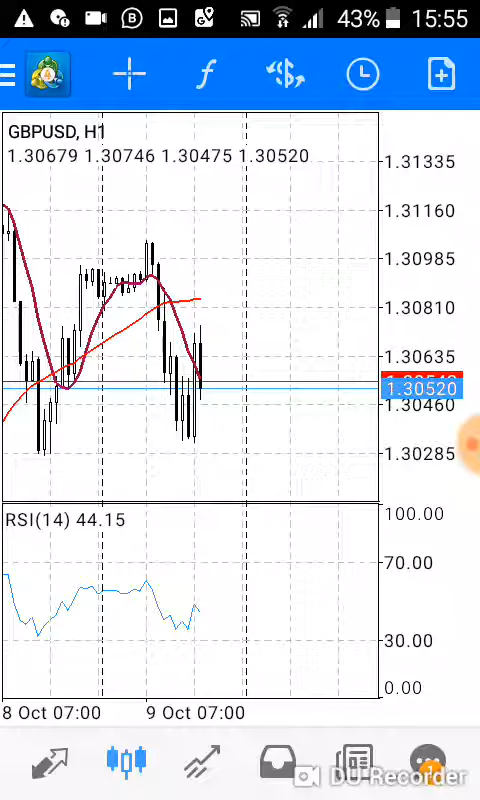 43% 15:55
GBPUSD, H1
1.30679 1.30746 1.30475 1.30520
1.31335
1.31160
1.30985
1.30810
1.30635
1.30520
1.30460
1.30285
RSI(14) 44.15
100.00
70.00
30.00
0.00
8 Oct 07:00 9 Oct 07:00
1
DU Recorder